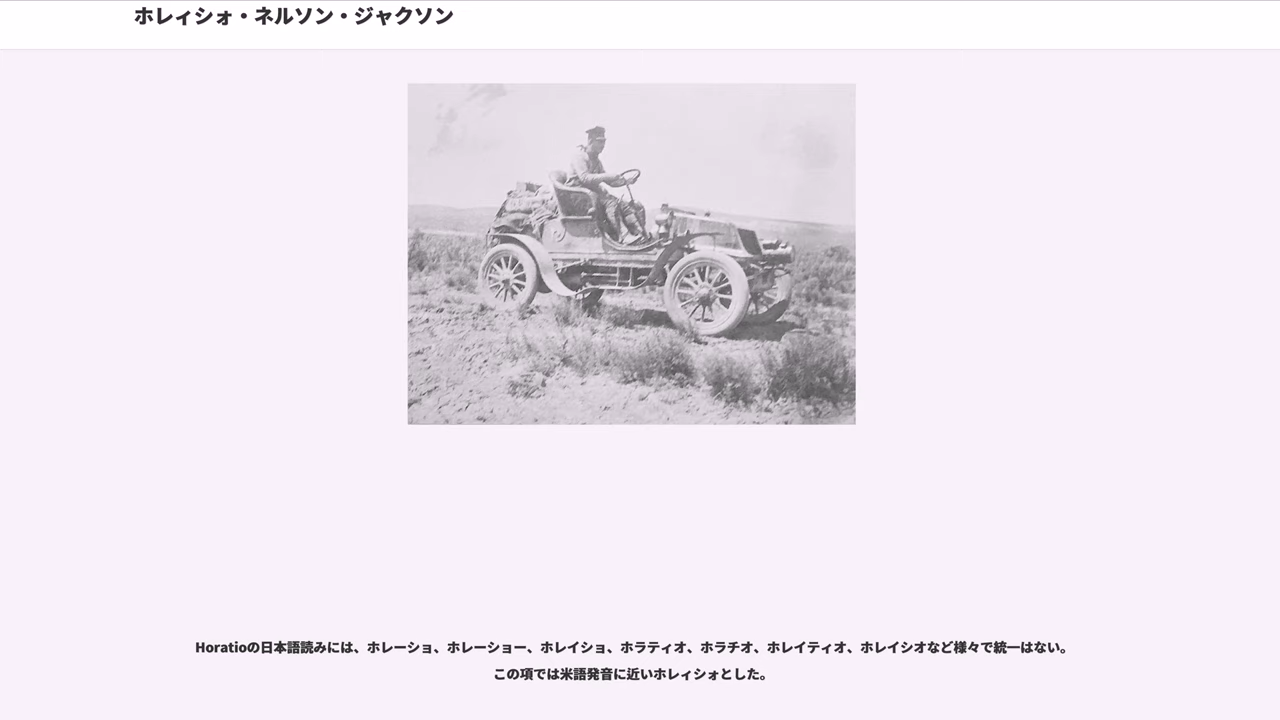 ホレィシォ・ネルソン・ジャクソン
Horatioの日本語読みには、ホレーショ、ホレーショー、ホレイショ、ホラティオ、ホラチオ、ホレイティオ、ホレイシオなど様々で統一はない。
この項では米語発音に近いホレィシォとした。